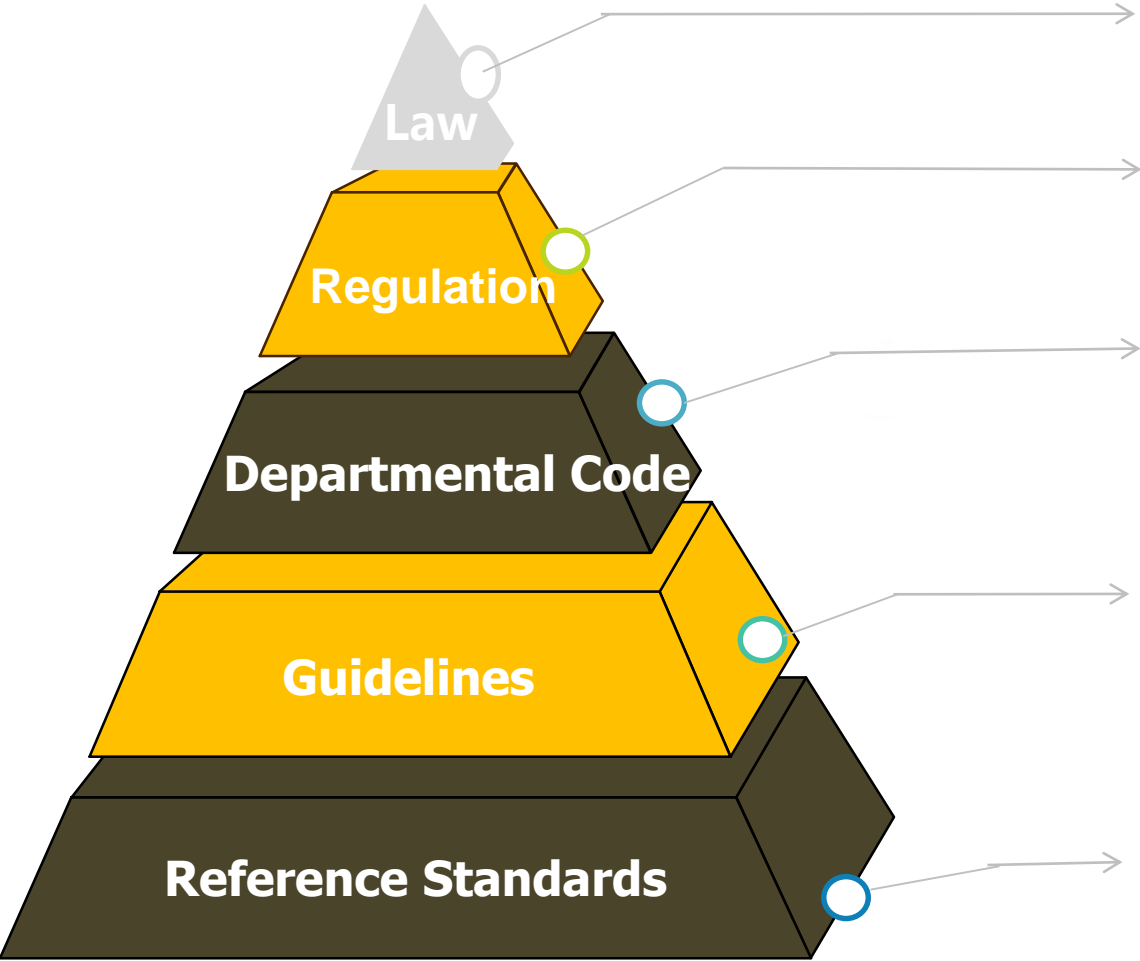 Law
Regulation
Departmental Code
Guidelines
Reference Standards